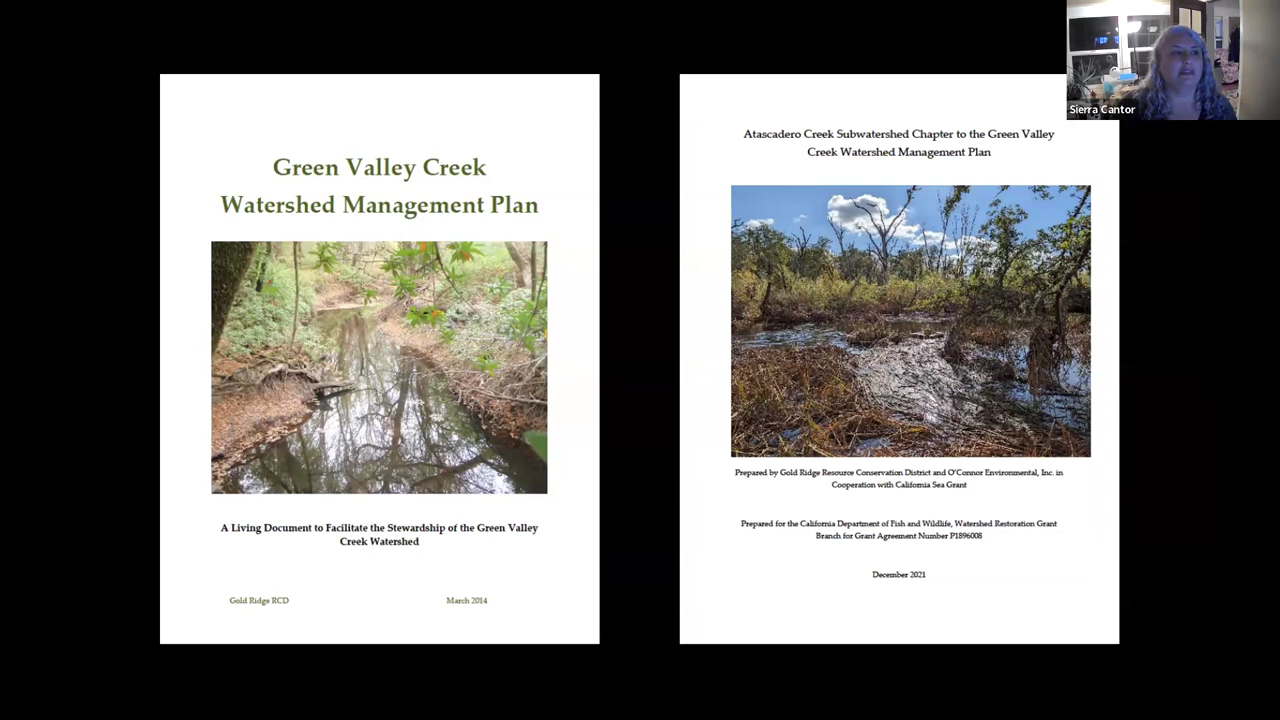 Green Valley Creek
Watershed Management Plan
A Living Document to Facilitate the Stewardship of the Green Valley
Creek Watershed
Gold Ridge RCD
March 2014
Atascadero Creek Subwatershed Chapter to the Green Valley
Creek Watershed Management Plan
Prepared by Gold Ridge Resource Conservation District and O'Connor Environmental, Inc. in
Cooperation with California Sea Grant
Prepared for the California Department of Fish and Wildlife, Watershed Restoration Grant
Branch for Grant Agreement Number P1896008
December 2021
Sierra Cantor